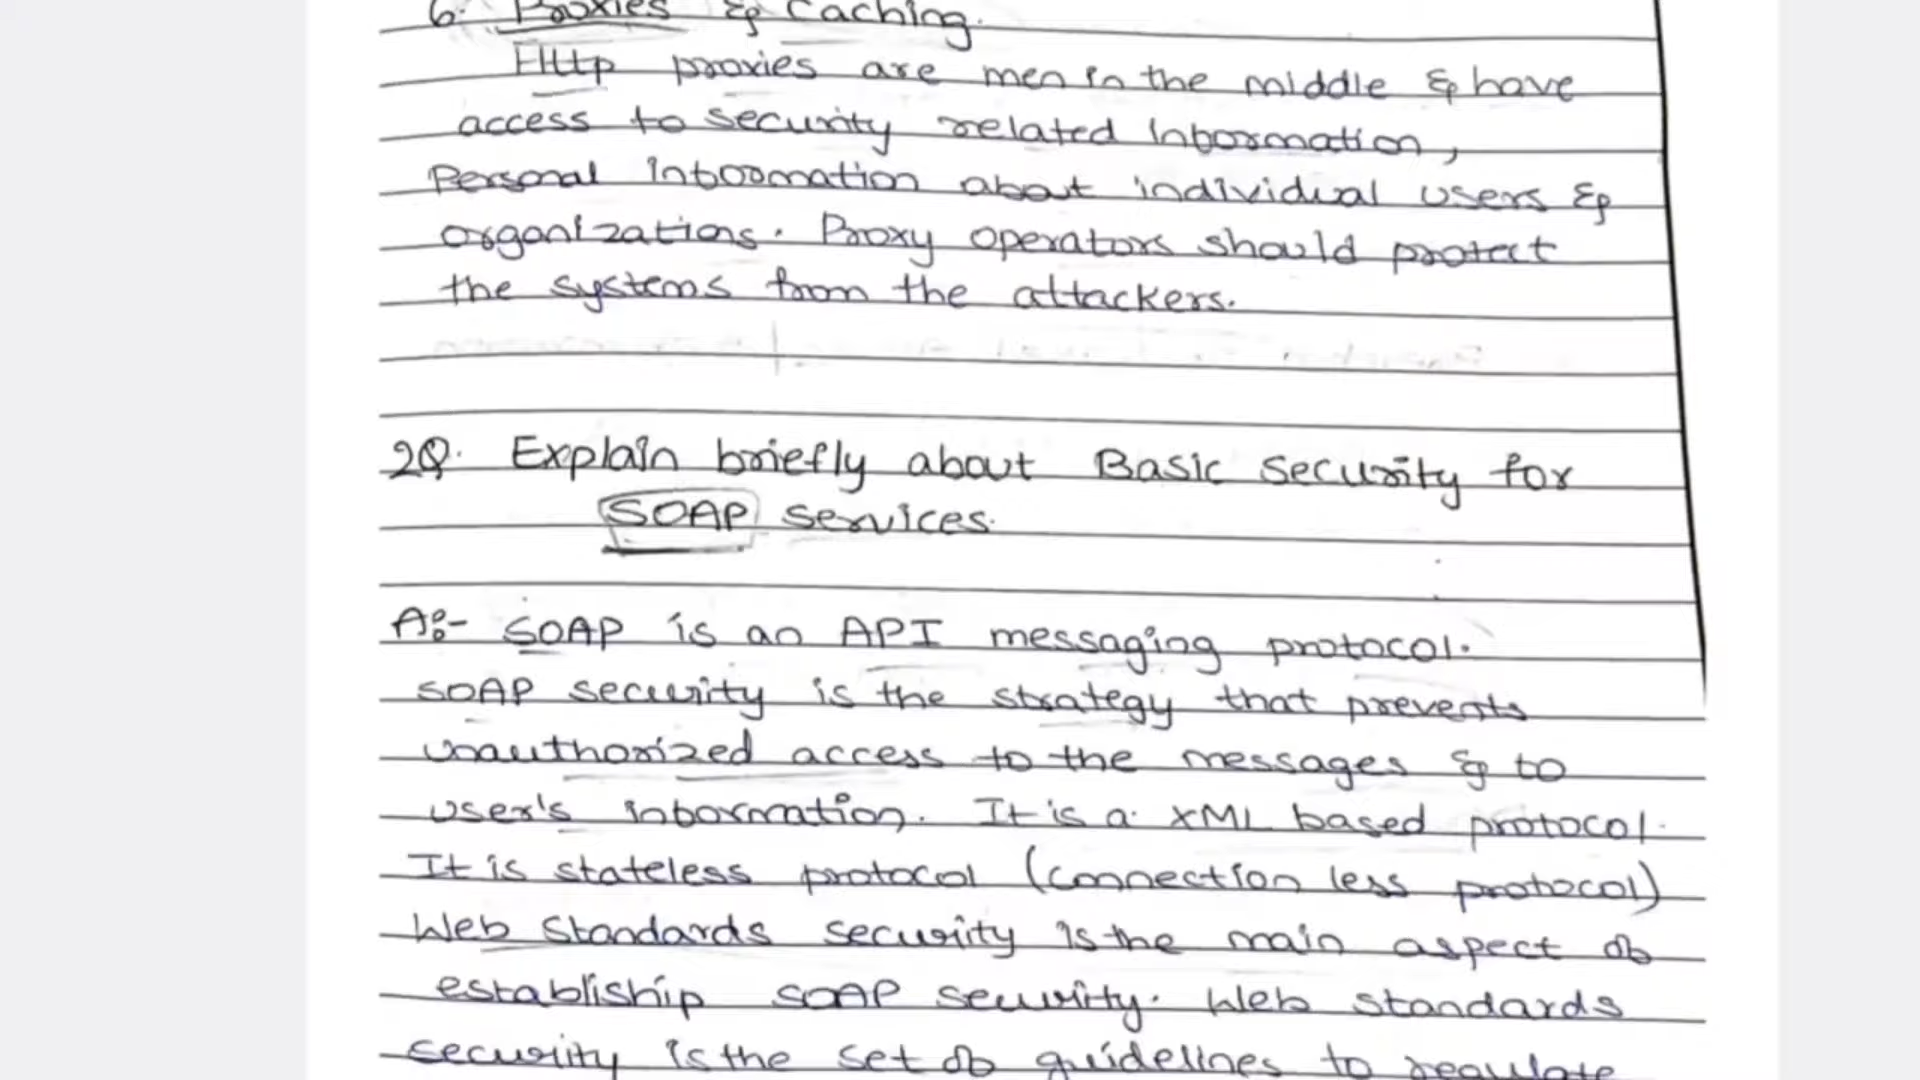 6. Proxies & Caching.
Http proxies are men in the middle & have
access to security related Information,
Personal Information about individual users &
organizations. Proxy operators should protect
the systems from the attackers.
2Q. Explain briefly about Basic security for
SOAP services.
A:- SOAP is an API messaging protocol.
SOAP security is the strategy that prevents
unauthorized access to the messages & to
user's information. It is a XML based protocol.
It is stateless protocol (connection less protocol)
Web Standards security is the main aspect of
establiship SOAP security. Web standards
security is the set of guidelines to regulate